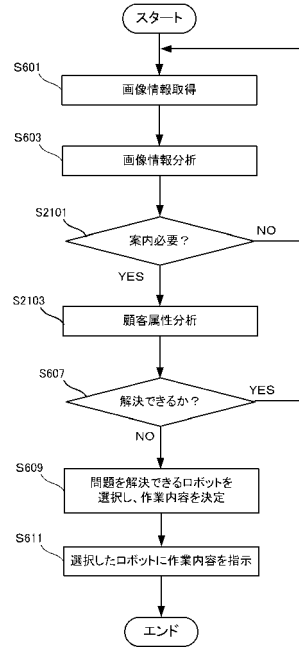 スタート
S601
画像情報取得
S603
画像情報分析
S2101
案内必要?
NO
YES
S2103
顧客属性分析
S607
解決できるか?
YES
NO
S609
問題を解決できるロボットを
選択し、作業内容を決定
S611
選択したロボットに作業内容を指示
エンド